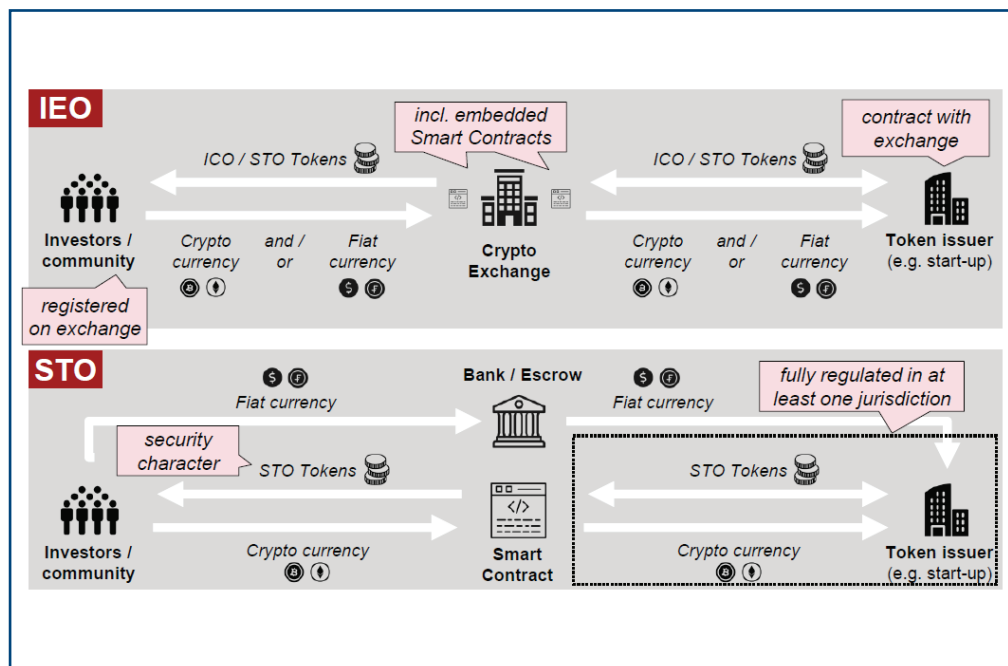 IEO
incl. embedded
Smart Contracts
contract with
exchange
ICO / STO Tokens
ICO / STO Tokens
Investors /
community
Crypto
currency
and /
or
Fiat
currency
Crypto
Exchange
Crypto
currency
and /
or
Fiat
currency
Token issuer
(e.g. start-up)
registered
on exchange
STO
Bank / Escrow
fully regulated in at
least one jurisdiction
Fiat currency
Fiat currency
security
character
STO Tokens
STO Tokens
</>
Investors /
community
Crypto currency
Smart
Contract
Crypto currency
Token issuer
(e.g. start-up)